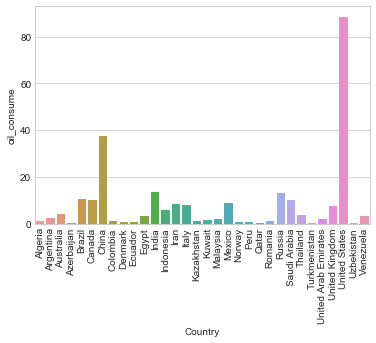 80
60
40
20
0
oil_consume
Algeria
Argentina
Australia
Azerbaijan
Brazil
Canada
China
Colombia
Denmark
Ecuador
Egypt
India
Indonesia
Iran
Italy
Kazakhstan
Kuwait
Malaysia
Mexico
Norway
Peru
Qatar
Romania
Russia
Saudi Arabia
Thailand
Turkmenistan
United Arab Emirates
United Kingdom
United States
Uzbekistan
Venezuela
Country